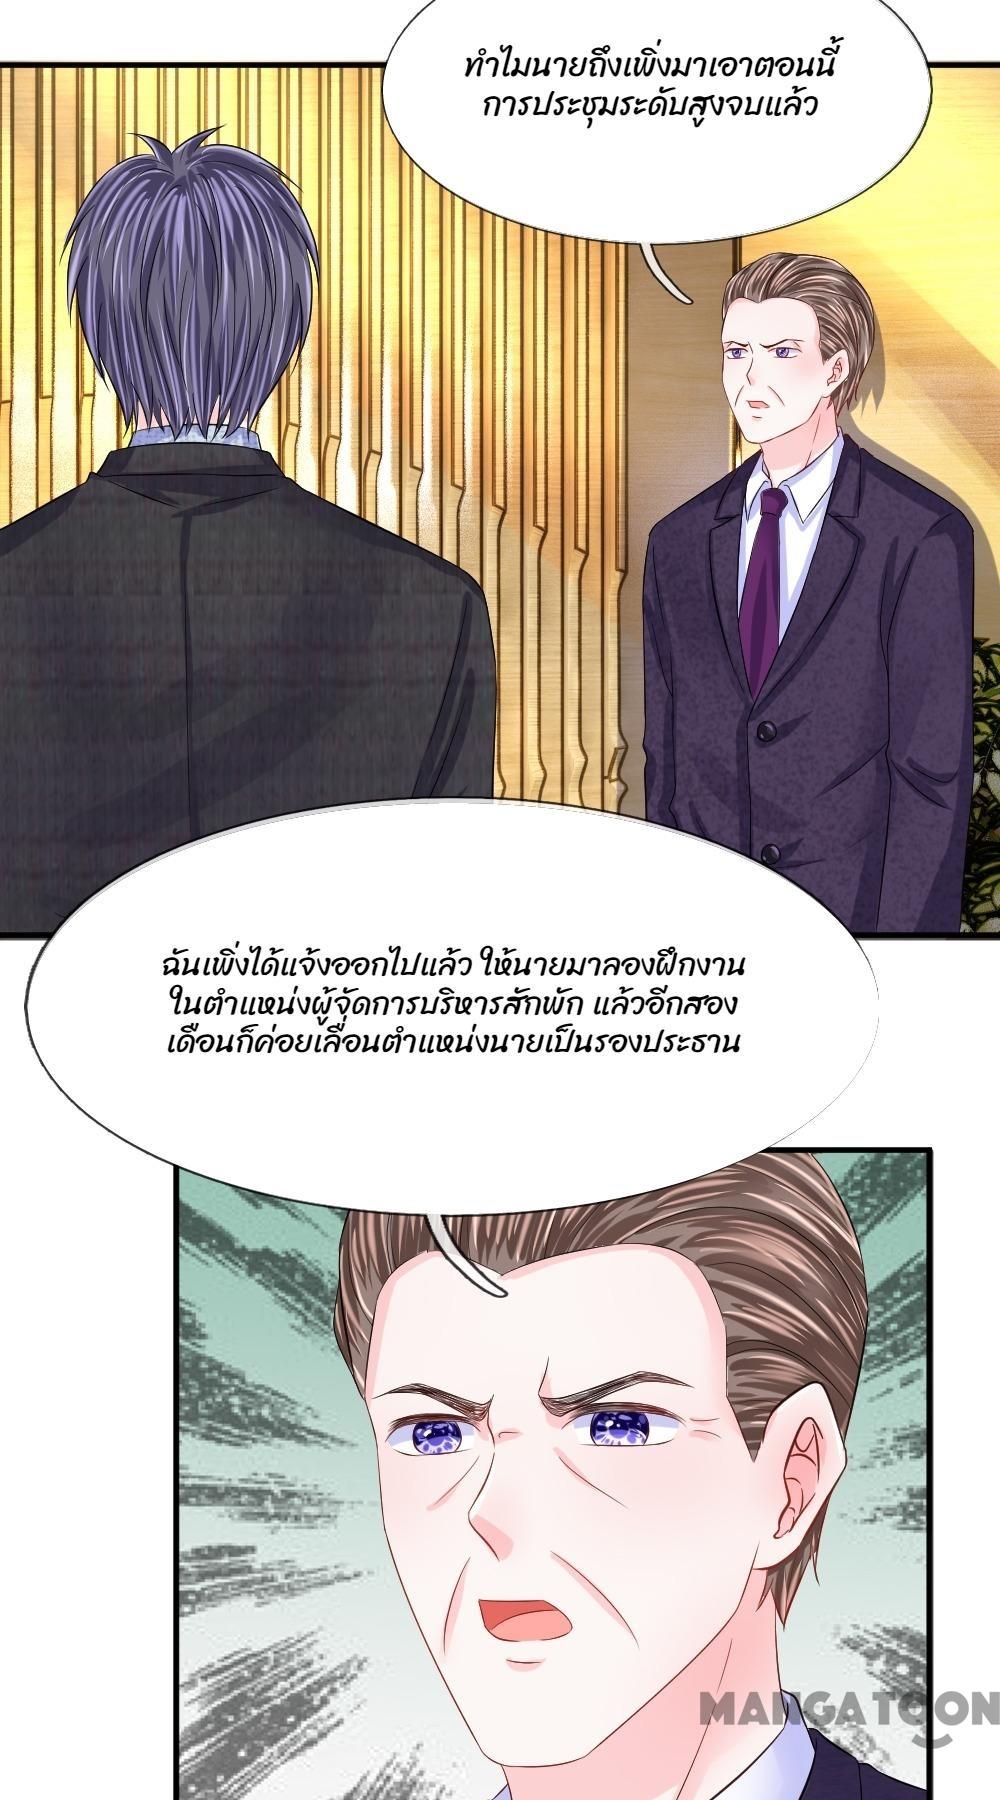 ทำไมนายถึงเพิ่งมาเอาตอนนี้
การประชุมระดับสูงจบแล้ว
ฉันเพิ่งได้แจ้งออกไปแล้ว ให้นายมาลองฝึกงาน
ในตำแหน่งผู้จัดการบริหารสักพัก แล้วอีกสอง
เดือนก็ค่อยเลื่อนตำแหน่งนายเป็นรองประธาน
MANGATOON